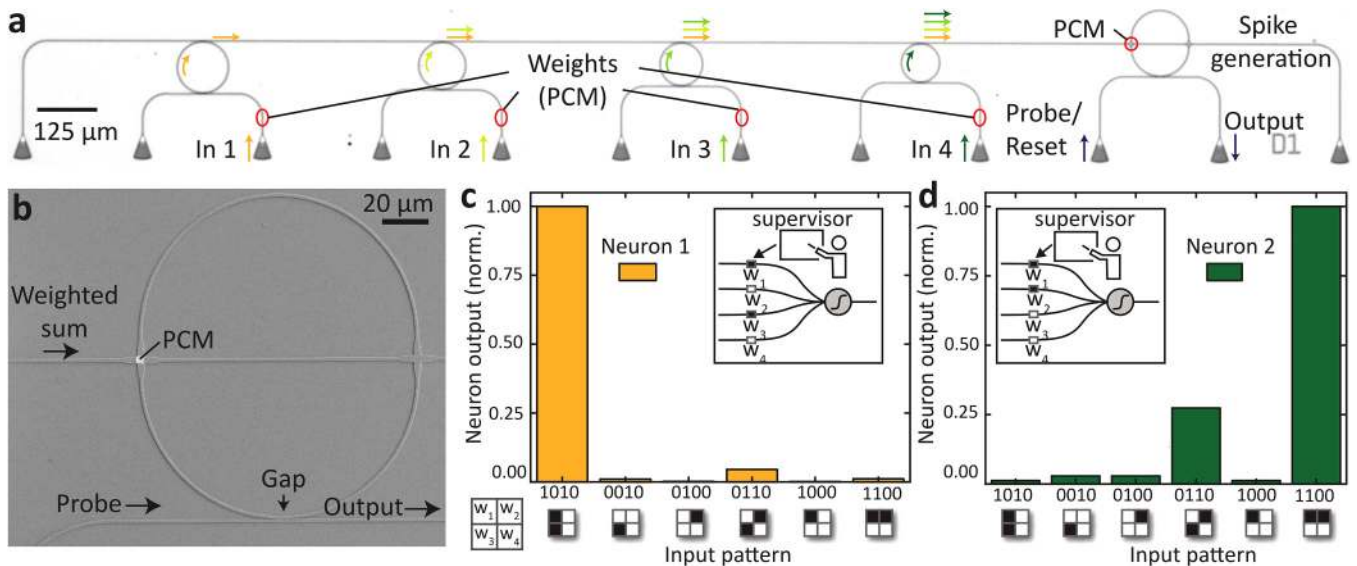 a
PCM
Spike
generation
Weights
(PCM)
125 µm
In 1
In 2
In 3
In 4
Probe/
Reset
Output
D1
b
20 µm
Weighted
sum
PCM
Gap
Probe
Output
c
Neuron output (norm.)
1.00
0.75
0.50
0.25
0.00
Neuron 1
supervisor
W1
W2
W3
W4
1010 0010 0100 0110 1000 1100
w1 w2
w3 w4
Input pattern
d
Neuron output (norm.)
1.00
0.75
0.50
0.25
0.00
supervisor
W1
W2
W3
W4
Neuron 2
1010 0010 0100 0110 1000 1100
Input pattern